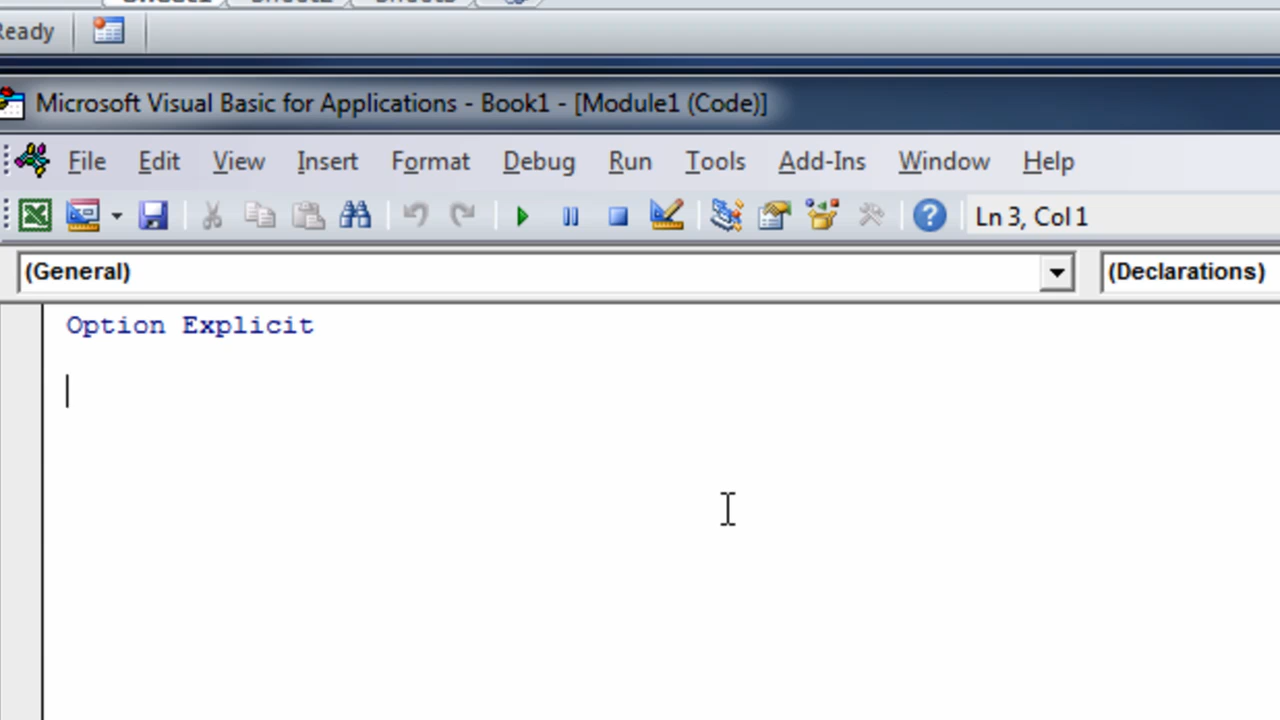 Ready
Microsoft Visual Basic for Applications - Book1 - [Module1 (Code)]
File Edit View Insert Format Debug Run Tools Add-Ins Window Help
Ln 3, Col 1
(General) (Declarations)
Option Explicit